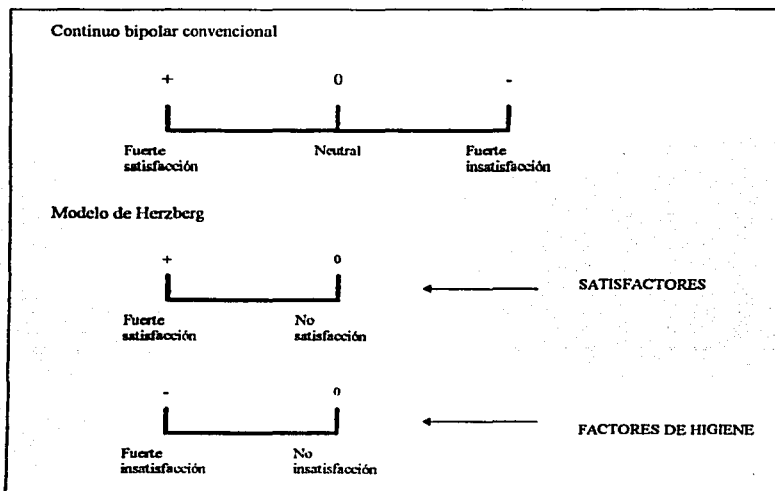 Continuo bipolar convencional
+ 0 -
Fuerte satisfacción Neutral Fuerte insatisfacción
Modelo de Herzberg
+ 0
SATISFACTORES
Fuerte satisfacción No satisfacción
- 0
FACTORES DE HIGIENE
Fuerte insatisfacción No insatisfacción